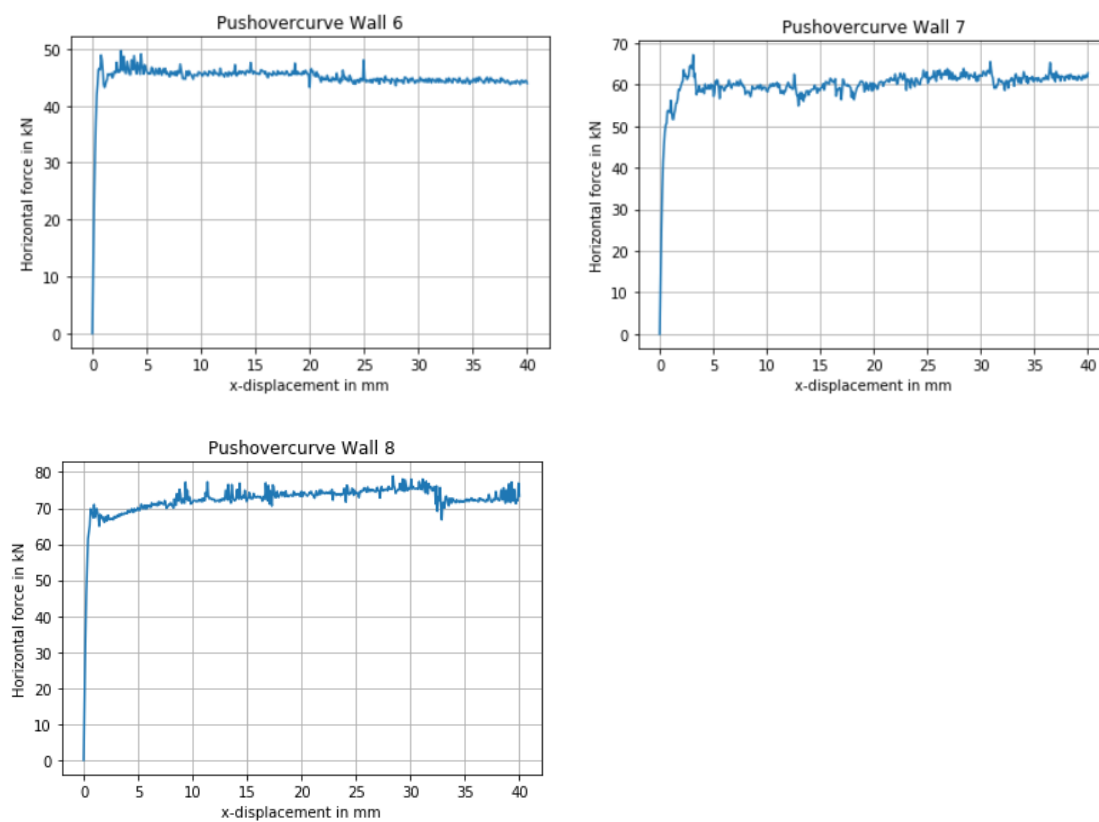 Pushovercurve Wall 6
Horizontal force in kN
50
40
30
20
10
0
0 5 10 15 20 25 30 35 40
x-displacement in mm
Pushovercurve Wall 7
Horizontal force in kN
70
60
50
40
30
20
10
0
0 5 10 15 20 25 30 35 40
x-displacement in mm
Pushovercurve Wall 8
Horizontal force in kN
80
70
60
50
40
30
20
10
0
0 5 10 15 20 25 30 35 40
x-displacement in mm